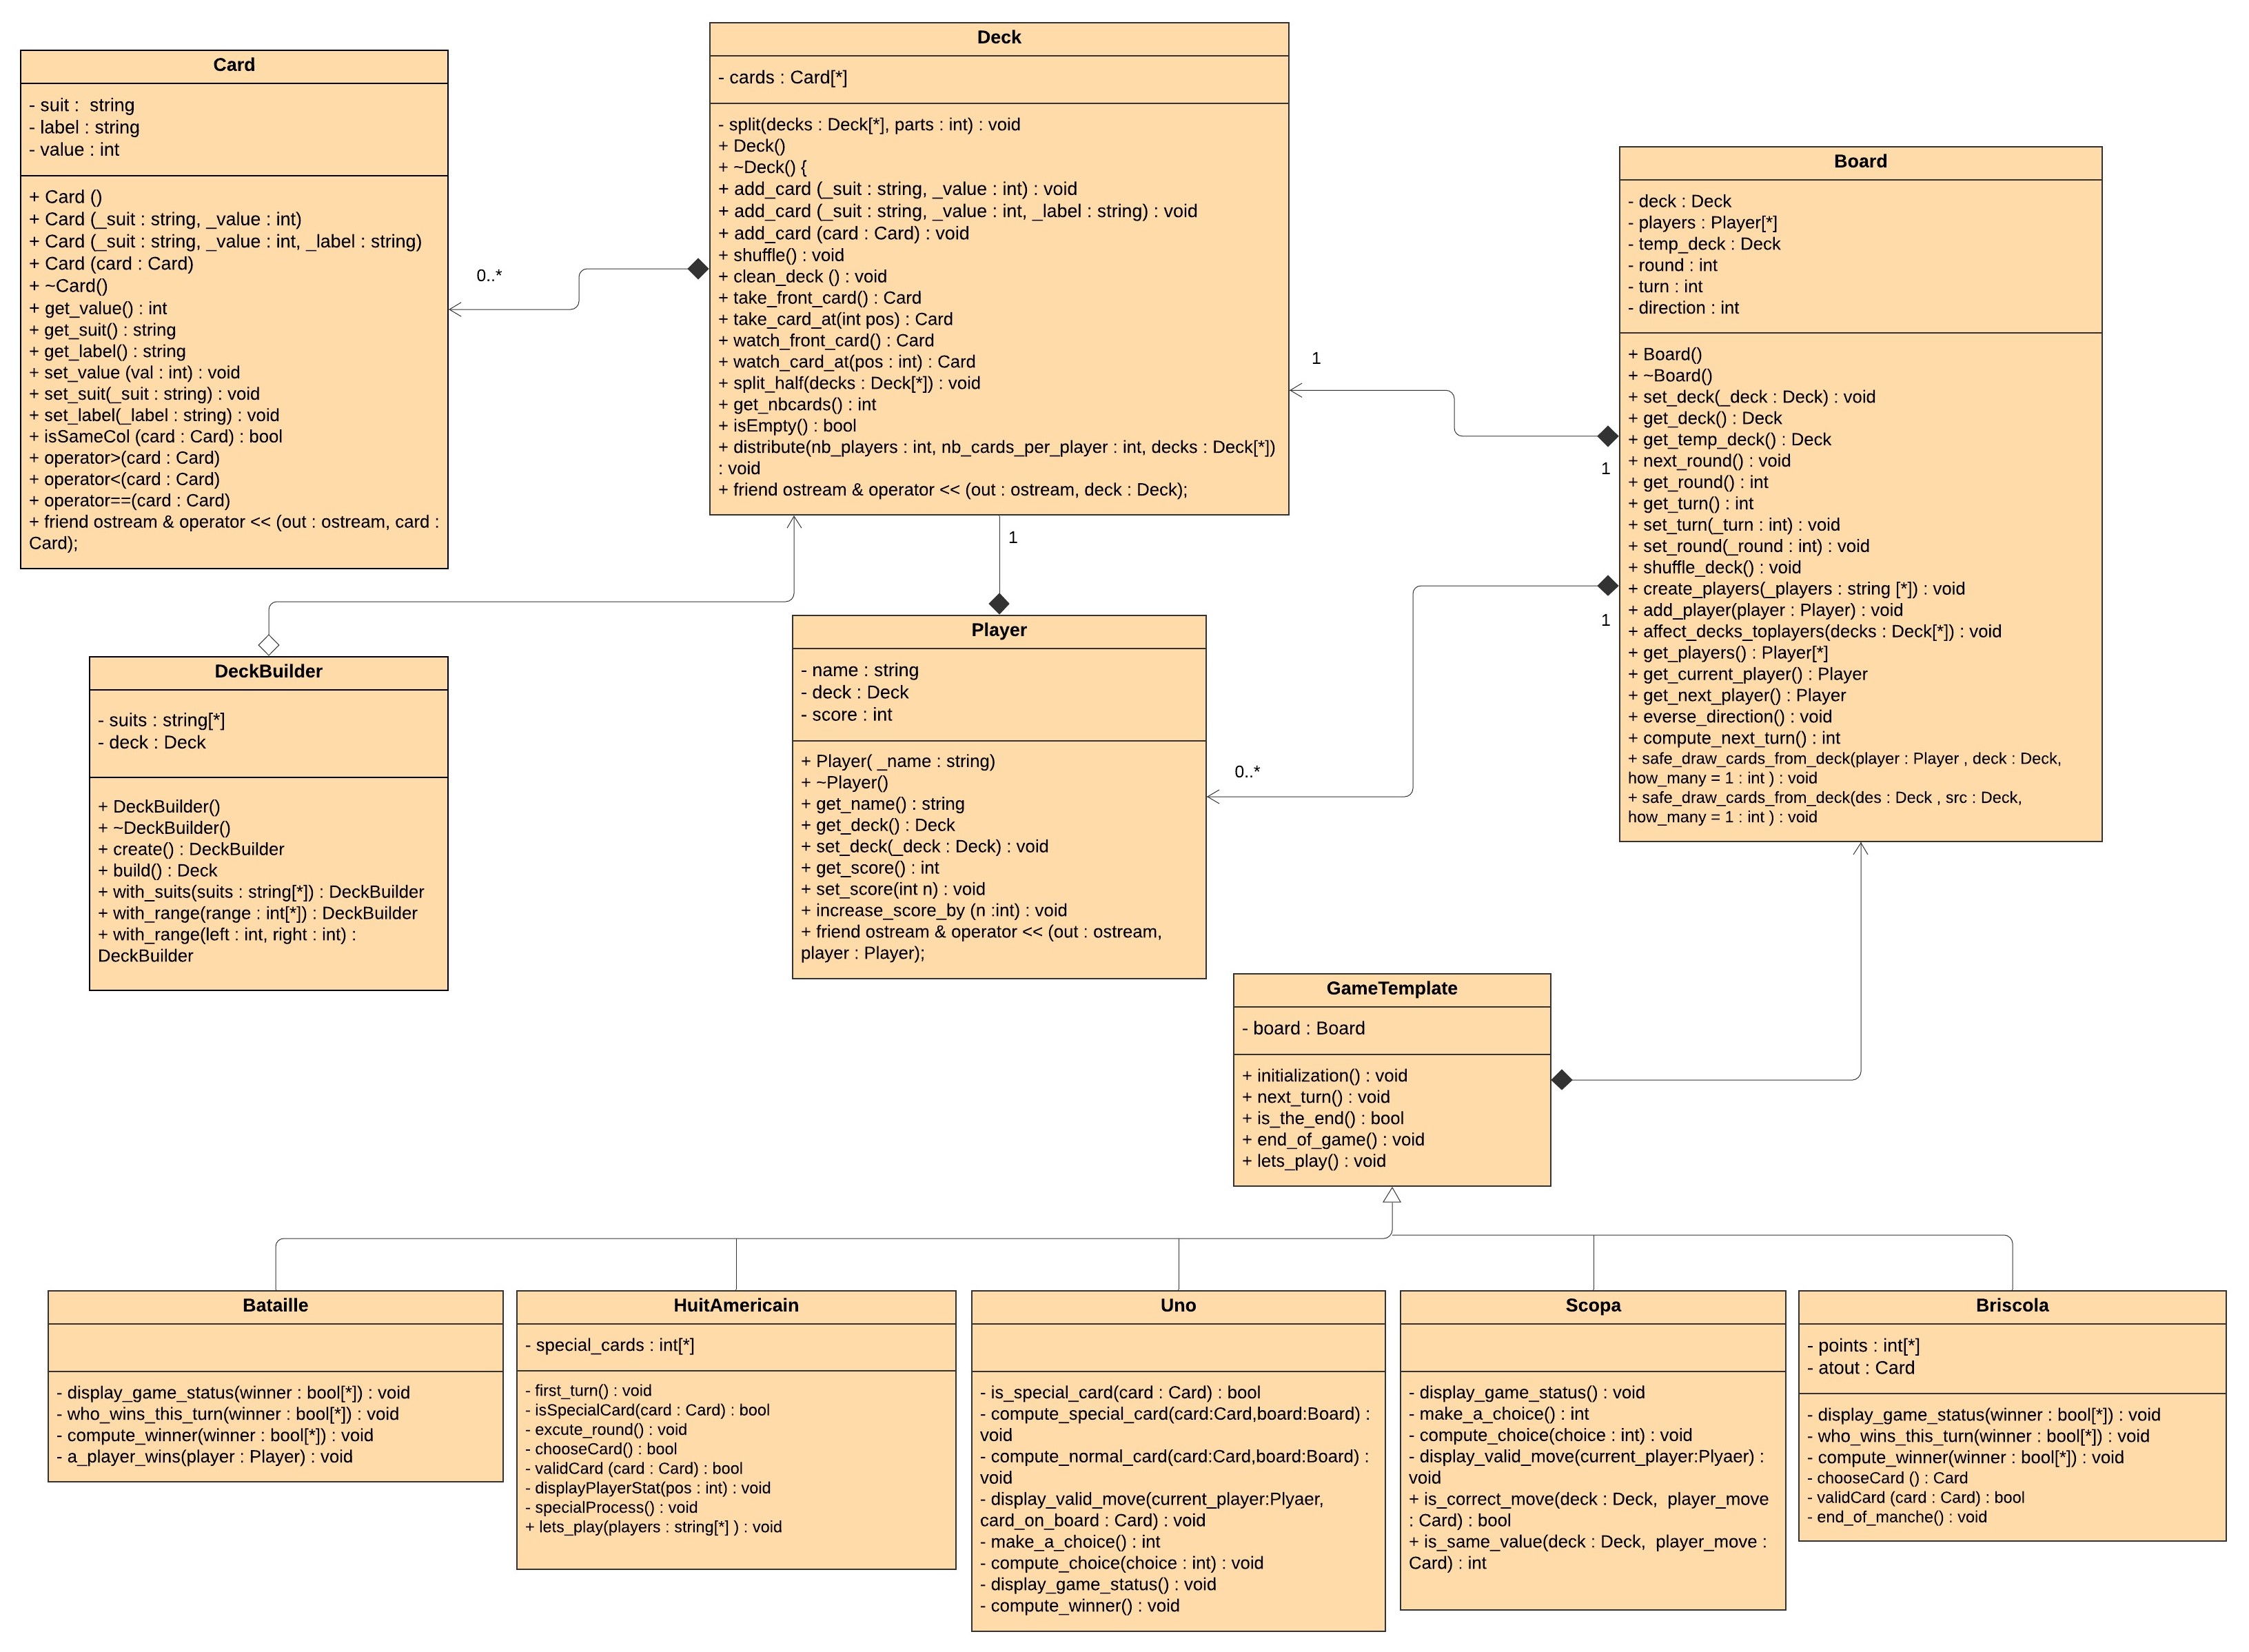 Card
- suit :  string
- label : string
- value : int
+ Card ()
+ Card (_suit : string, _value : int)
+ Card (_suit : string, _value : int, _label : string)
+ Card (card : Card)
+ ~Card()
+ get_value() : int
+ get_suit() : string
+ get_label() : string
+ set_value (val : int) : void
+ set_suit(_suit : string) : void
+ set_label(_label : string) : void
+ isSameCol (card : Card) : bool
+ operator>(card : Card)
+ operator<(card : Card)
+ operator==(card : Card)
+ friend ostream & operator << (out : ostream, card :
Card);
0..*
Deck
- cards : Card[*]
- split(decks : Deck[*], parts : int) : void
+ Deck()
+ ~Deck() {
+ add_card (_suit : string, _value : int) : void
+ add_card (_suit : string, _value : int, _label : string) : void
+ add_card (card : Card) : void
+ shuffle() : void
+ clean_deck () : void
+ take_front_card() : Card
+ take_card_at(int pos) : Card
+ watch_front_card() : Card
+ watch_card_at(pos : int) : Card
+ split_half(decks : Deck[*]) : void
+ get_nbcards() : int
+ isEmpty() : bool
+ distribute(nb_players : int, nb_cards_per_player : int, decks : Deck[*])
: void
+ friend ostream & operator << (out : ostream, deck : Deck);
1
1
1
1
0..*
Board
- deck : Deck
- players : Player[*]
- temp_deck : Deck
- round : int
- turn : int
- direction : int
+ Board()
+ ~Board()
+ set_deck(_deck : Deck) : void
+ get_deck() : Deck
+ get_temp_deck() : Deck
+ next_round() : void
+ get_round() : int
+ get_turn() : int
+ set_turn(_turn : int) : void
+ set_round(_round : int) : void
+ shuffle_deck() : void
+ create_players(_players : string [*]) : void
+ add_player(player : Player) : void
+ affect_decks_toplayers(decks : Deck[*]) : void
+ get_players() : Player[*]
+ get_current_player() : Player
+ get_next_player() : Player
+ everse_direction() : void
+ compute_next_turn() : int
+ safe_draw_cards_from_deck(player : Player , deck : Deck,
how_many = 1 : int ) : void
+ safe_draw_cards_from_deck(des : Deck , src : Deck,
how_many = 1 : int ) : void
DeckBuilder
- suits : string[*]
- deck : Deck
+ DeckBuilder()
+ ~DeckBuilder()
+ create() : DeckBuilder
+ build() : Deck
+ with_suits(suits : string[*]) : DeckBuilder
+ with_range(range : int[*]) : DeckBuilder
+ with_range(left : int, right : int) :
DeckBuilder
Player
- name : string
- deck : Deck
- score : int
+ Player( _name : string)
+ ~Player()
+ get_name() : string
+ get_deck() : Deck
+ set_deck(_deck : Deck) : void
+ get_score() : int
+ set_score(int n) : void
+ increase_score_by (n :int) : void
+ friend ostream & operator << (out : ostream,
player : Player);
GameTemplate
- board : Board
+ initialization() : void
+ next_turn() : void
+ is_the_end() : bool
+ end_of_game() : void
+ lets_play() : void
Bataille
- display_game_status(winner : bool[*]) : void
- who_wins_this_turn(winner : bool[*]) : void
- compute_winner(winner : bool[*]) : void
- a_player_wins(player : Player) : void
HuitAmericain
- special_cards : int[*]
- first_turn() : void
- isSpecialCard(card : Card) : bool
- excute_round() : void
- chooseCard() : bool
- validCard (card : Card) : bool
- displayPlayerStat(pos : int) : void
- specialProcess() : void
+ lets_play(players : string[*] ) : void
Uno
- is_special_card(card : Card) : bool
- compute_special_card(card:Card,board:Board) :
void
- compute_normal_card(card:Card,board:Board) :
void
- display_valid_move(current_player:Plyaer,
card_on_board : Card) : void
- make_a_choice() : int
- compute_choice(choice : int) : void
- display_game_status() : void
- compute_winner() : void
Scopa
- display_game_status() : void
- make_a_choice() : int
- compute_choice(choice : int) : void
- display_valid_move(current_player:Plyaer) :
void
+ is_correct_move(deck : Deck,  player_move
: Card) : bool
+ is_same_value(deck : Deck,  player_move :
Card) : int
Briscola
- points : int[*]
- atout : Card
- display_game_status(winner : bool[*]) : void
- who_wins_this_turn(winner : bool[*]) : void
- compute_winner(winner : bool[*]) : void
- chooseCard () : Card
- validCard (card : Card) : bool
- end_of_manche() : void